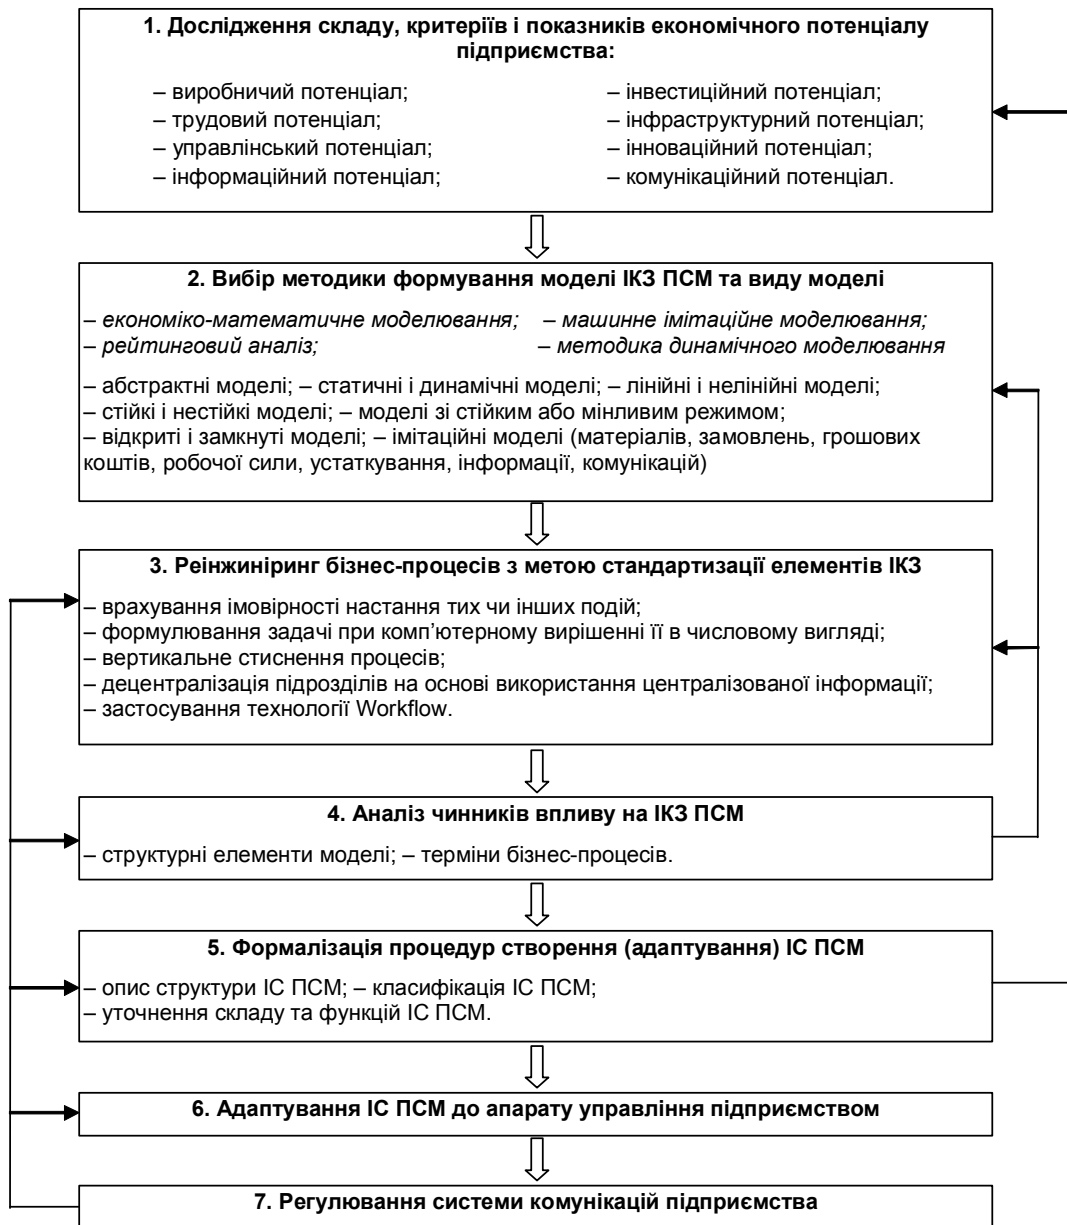 1. Дослідження складу, критеріїв і показників економічного потенціалу
підприємства:
– виробничий потенціал; – інвестиційний потенціал;
– трудовий потенціал; – інфраструктурний потенціал;
– управлінський потенціал; – інноваційний потенціал;
– інформаційний потенціал; – комунікаційний потенціал.
2. Вибір методики формування моделі ІКЗ ПСМ та виду моделі
– економіко-математичне моделювання; – машинне імітаційне моделювання;
– рейтинговий аналіз; – методика динамічного моделювання
– абстрактні моделі; – статичні і динамічні моделі; – лінійні і нелінійні моделі;
– стійкі і нестійкі моделі; – моделі зі стійким або мінливим режимом;
– відкриті і замкнуті моделі; – імітаційні моделі (матеріалів, замовлень, грошових
коштів, робочої сили, устаткування, інформації, комунікацій)
3. Реінжиніринг бізнес-процесів з метою стандартизації елементів ІКЗ
– врахування імовірності настання тих чи інших подій;
– формулювання задачі при комп’ютерному вирішенні її в числовому вигляді;
– вертикальне стиснення процесів;
– децентралізація підрозділів на основі використання централізованої інформації;
– застосування технології Workflow.
4. Аналіз чинників впливу на ІКЗ ПСМ
– структурні елементи моделі; – терміни бізнес-процесів.
5. Формалізація процедур створення (адаптування) ІС ПСМ
– опис структури ІС ПСМ; – класифікація ІС ПСМ;
– уточнення складу та функцій ІС ПСМ.
6. Адаптування ІС ПСМ до апарату управління підприємством
7. Регулювання системи комунікацій підприємства